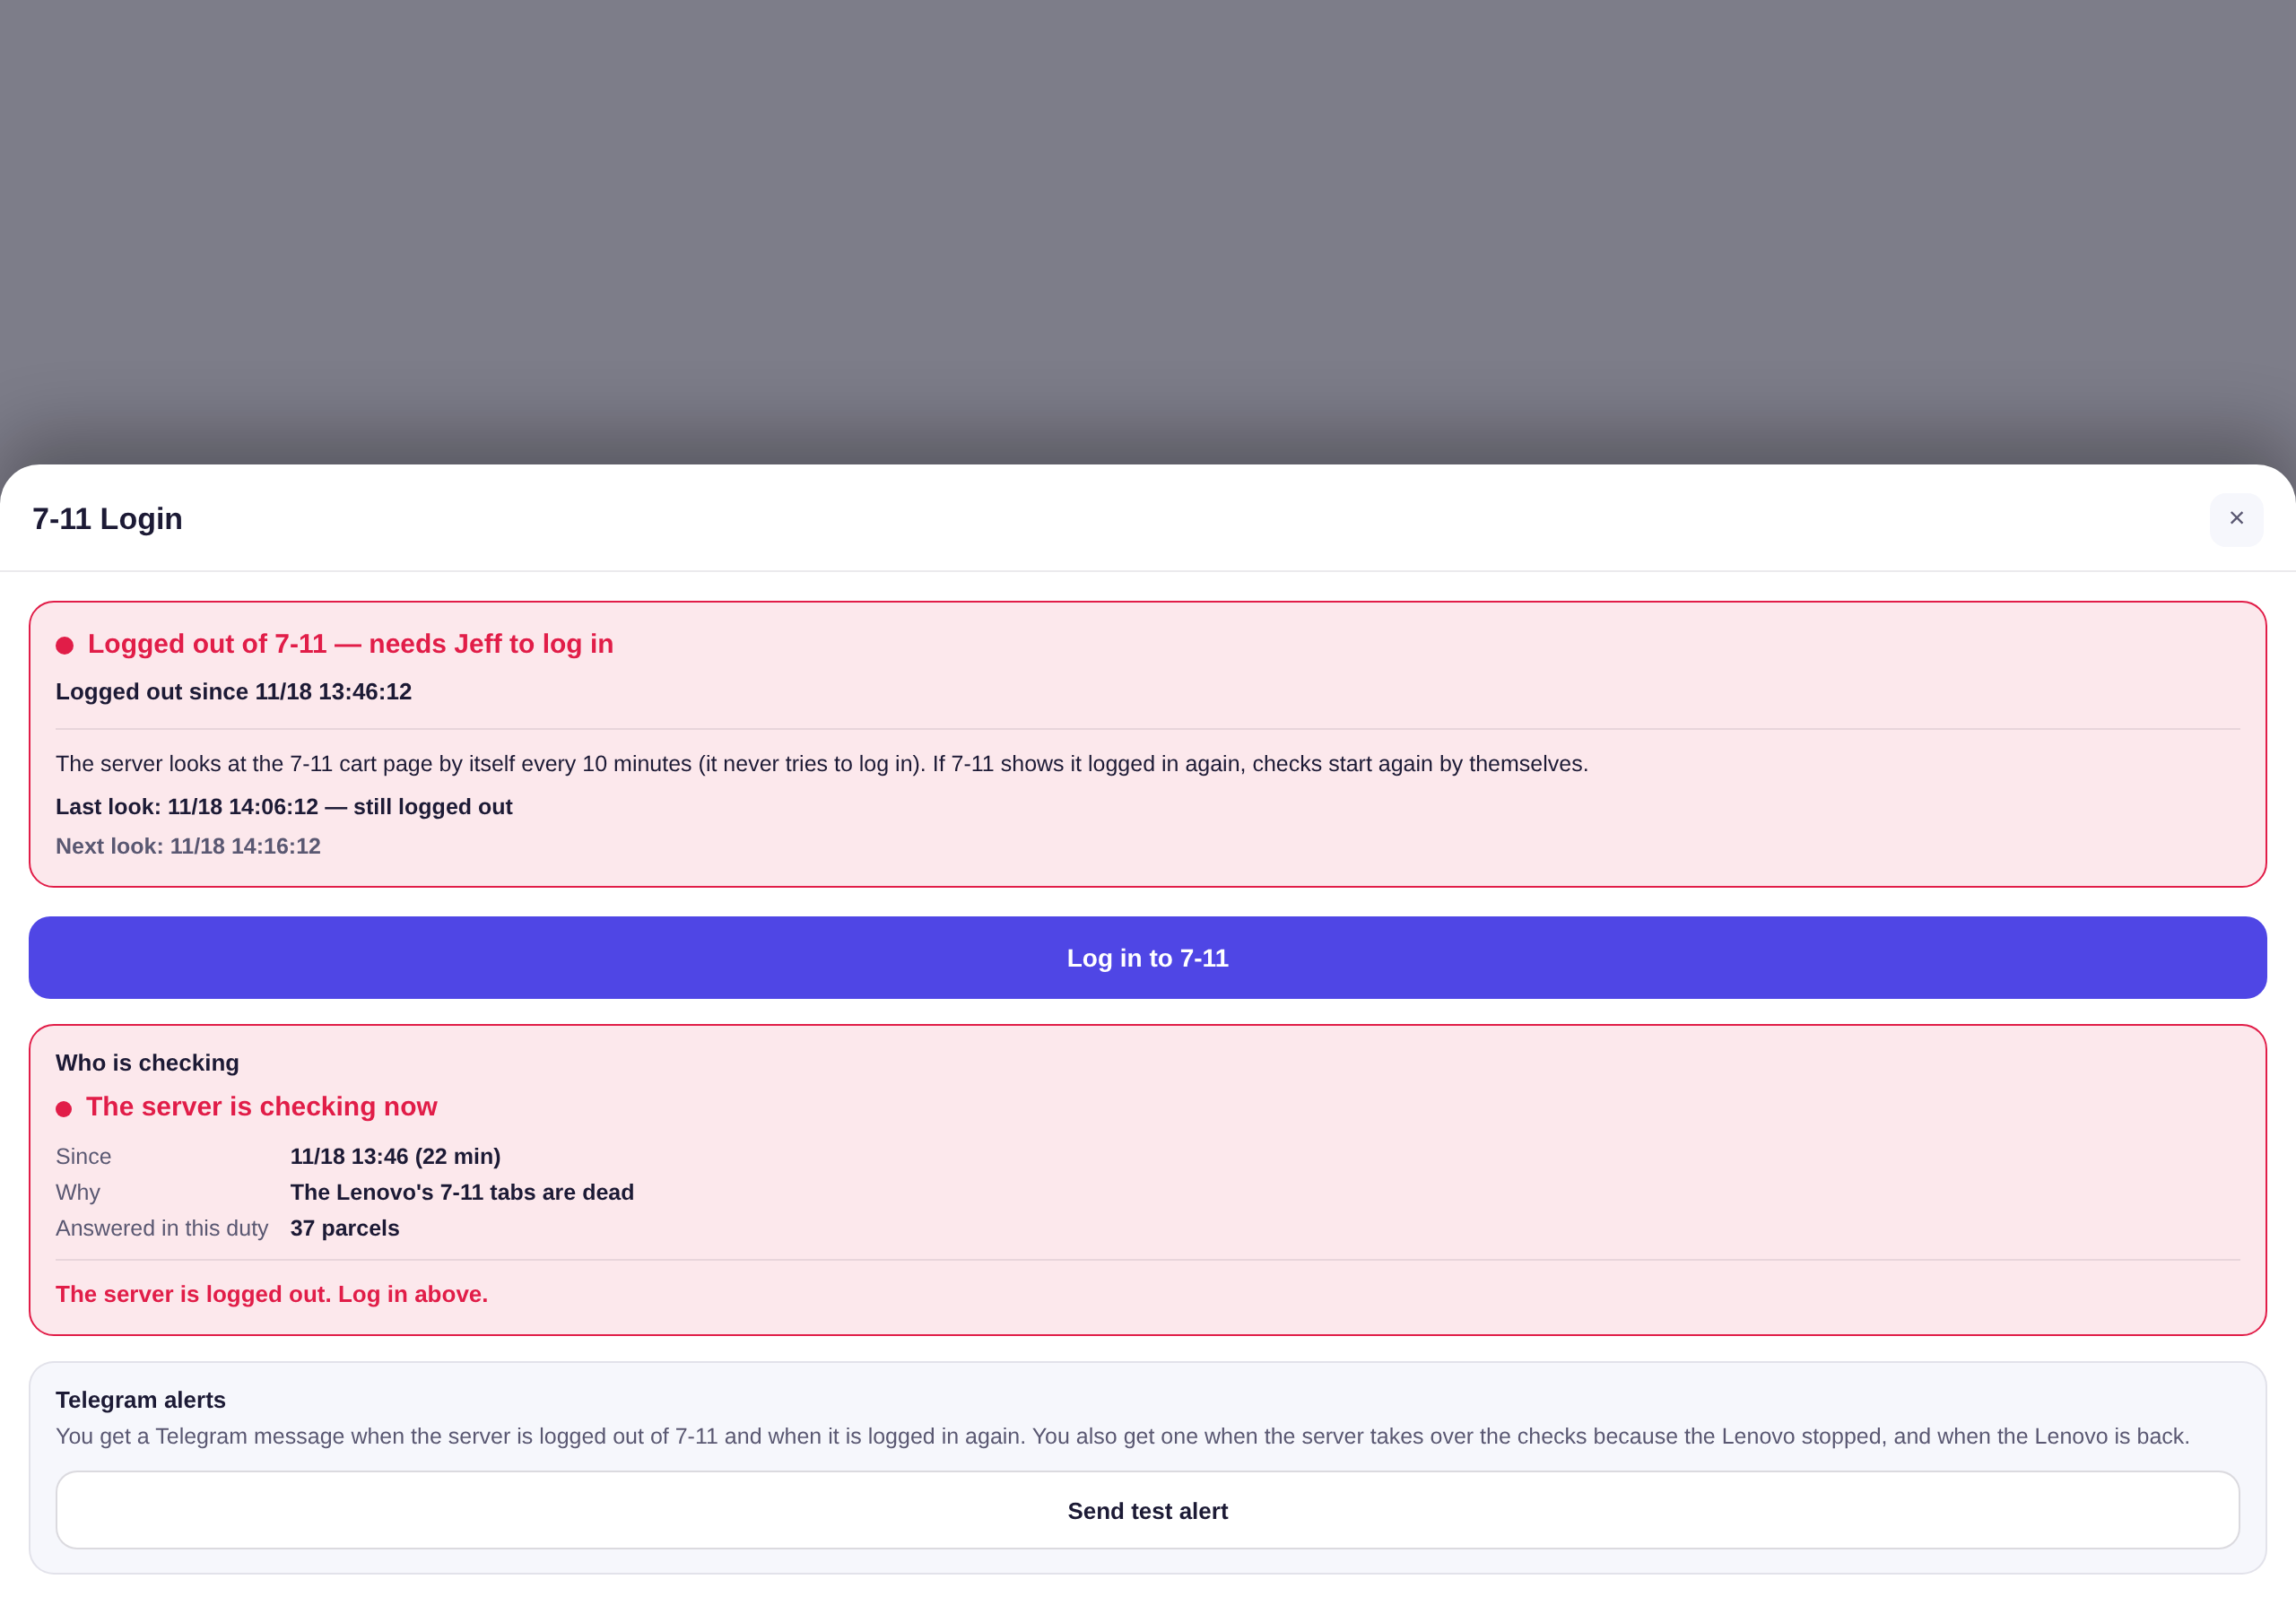 7-11 Login
×
Logged out of 7-11 — needs Jeff to log in
Logged out since 11/18 13:46:12
The server looks at the 7-11 cart page by itself every 10 minutes (it never tries to log in). If 7-11 shows it logged in again, checks start again by themselves.
Last look: 11/18 14:06:12 — still logged out
Next look: 11/18 14:16:12
Log in to 7-11
Who is checking
The server is checking now
Since 11/18 13:46 (22 min)
Why The Lenovo's 7-11 tabs are dead
Answered in this duty 37 parcels
The server is logged out. Log in above.
Telegram alerts
You get a Telegram message when the server is logged out of 7-11 and when it is logged in again. You also get one when the server takes over the checks because the Lenovo stopped, and when the Lenovo is back.
Send test alert